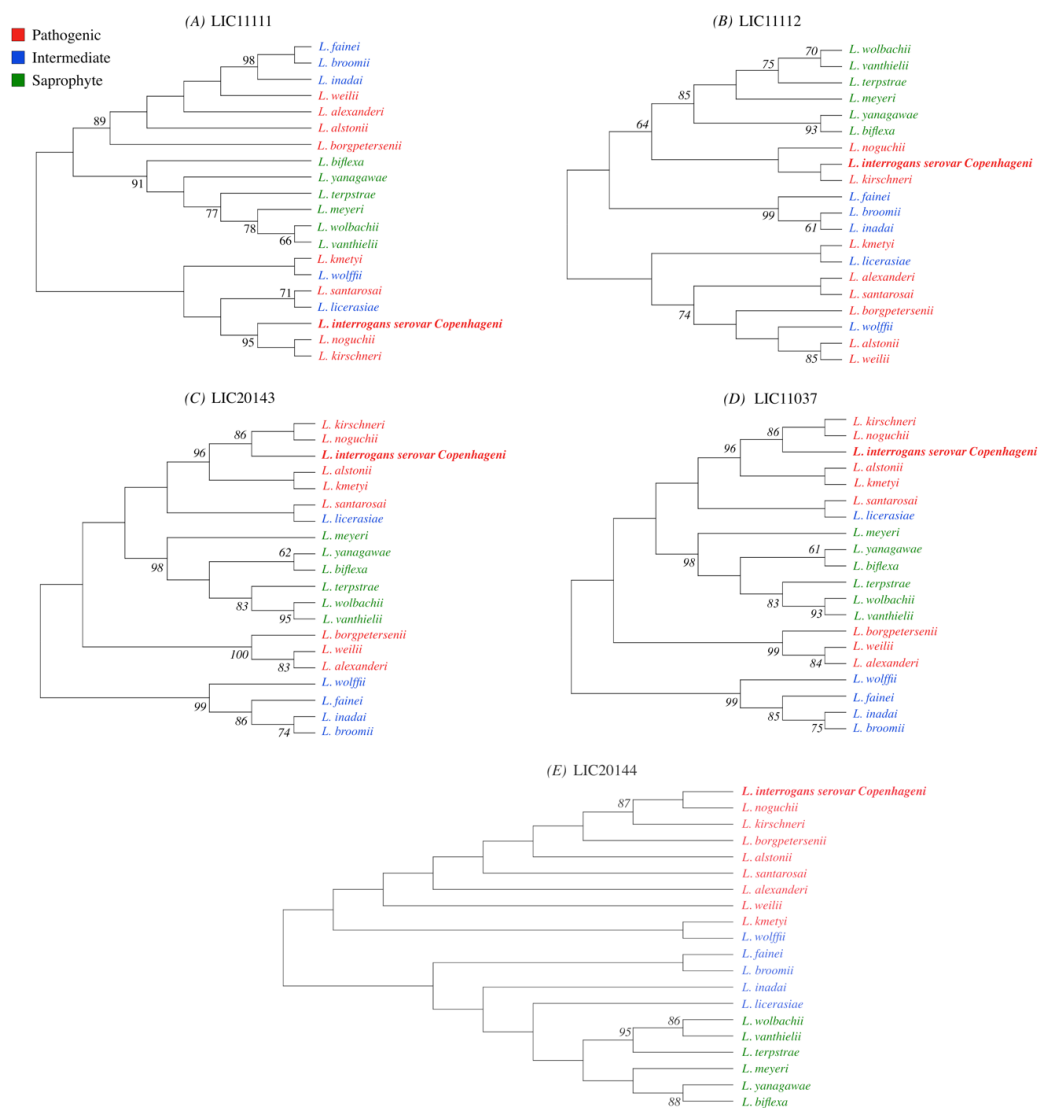 (A) LIC11111
Pathogenic
Intermediate
Saprophyte
L. fainei
98
L. broomii
L. inadai
L. weilii
L. alexanderi
89
L. alstonii
L. borgpetersenii
L. biflexa
91
L. yanagawae
L. terpstrae
77
L. meyeri
78
L. wolbachii
66
L. vanthielii
L. kmetyi
L. wolffii
L. santarosai
71
L. licerasiae
L. interrogans serovar Copenhageni
95
L. noguchii
L. kirschneri
(B) LIC11112
70
L. wolbachii
75
L. vanthielii
L. terpstrae
85
L. meyeri
L. yanagawae
93
L. biflexa
64
L. noguchii
L. interrogans serovar Copenhageni
L. kirschneri
L. fainei
99
L. broomii
61
L. inadai
L. kmetyi
L. licerasiae
L. alexanderi
L. santarosai
74
L. borgpetersenii
L. wolffii
L. alstonii
85
L. weilii
(C) LIC20143
L. kirschneri
86
L. noguchii
96
L. interrogans serovar Copenhageni
L. alstonii
L. kmetyi
L. santarosai
L. licerasiae
L. meyeri
62
L. yanagawae
98
L. biflexa
L. terpstrae
83
L. wolbachii
95
L. vanthielii
L. borgpetersenii
100
L. weilii
83
L. alexanderi
L. wolffii
99
L. fainei
86
L. inadai
74
L. broomii
(D) LIC11037
L. kirschneri
86
L. noguchii
96
L. interrogans serovar Copenhageni
L. alstonii
L. kmetyi
L. santarosai
L. licerasiae
L. meyeri
61
L. yanagawae
98
L. biflexa
L. terpstrae
83
L. wolbachii
93
L. vanthielii
L. borgpetersenii
99
L. weilii
84
L. alexanderi
L. wolffii
99
L. fainei
85
L. inadai
75
L. broomii
(E) LIC20144
L. interrogans serovar Copenhageni
87
L. noguchii
L. kirschneri
L. borgpetersenii
L. alstonii
L. santarosai
L. alexanderi
L. weilii
L. kmetyi
L. wolffii
L. fainei
L. broomii
L. inadai
L. licerasiae
86
L. wolbachii
95
L. vanthielii
L. terpstrae
L. meyeri
L. yanagawae
88
L. biflexa